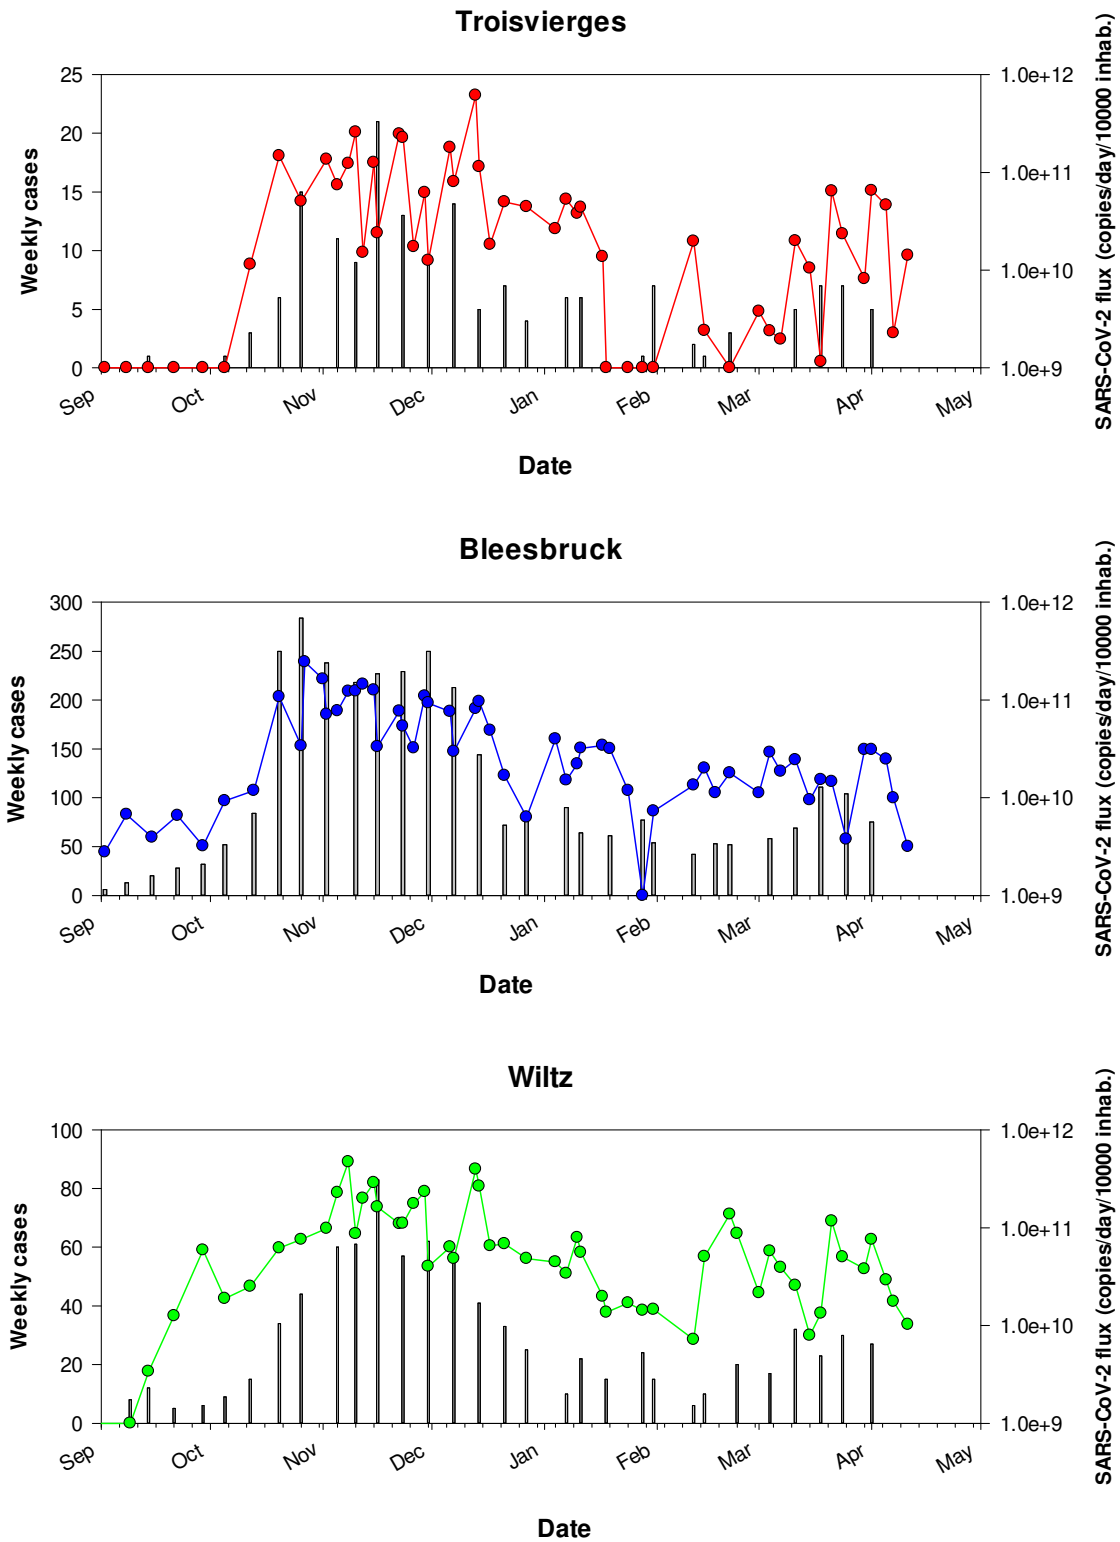 Troisvierges
25
20
15
10
5
0
Weekly cases
1.0e+12
1.0e+11
1.0e+10
1.0e+9
SARS-CoV-2 flux (copies/day/10000 inhab.)
Sep Oct Nov Dec Jan Feb Mar Apr May
Date
Bleesbruck
300
250
200
150
100
50
0
Weekly cases
1.0e+12
1.0e+11
1.0e+10
1.0e+9
SARS-CoV-2 flux (copies/day/10000 inhab.)
Sep Oct Nov Dec Jan Feb Mar Apr May
Date
Wiltz
100
80
60
40
20
0
Weekly cases
1.0e+12
1.0e+11
1.0e+10
1.0e+9
SARS-CoV-2 flux (copies/day/10000 inhab.)
Sep Oct Nov Dec Jan Feb Mar Apr May
Date